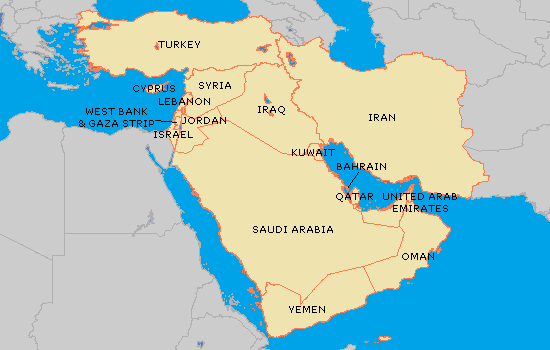 TURKEY
CYPRUS
SYRIA
LEBANON
WEST BANK
& GAZA STRIP
JORDAN
ISRAEL
IRAQ
IRAN
KUWAIT
BAHRAIN
QATAR
UNITED ARAB
EMIRATES
SAUDI ARABIA
OMAN
YEMEN